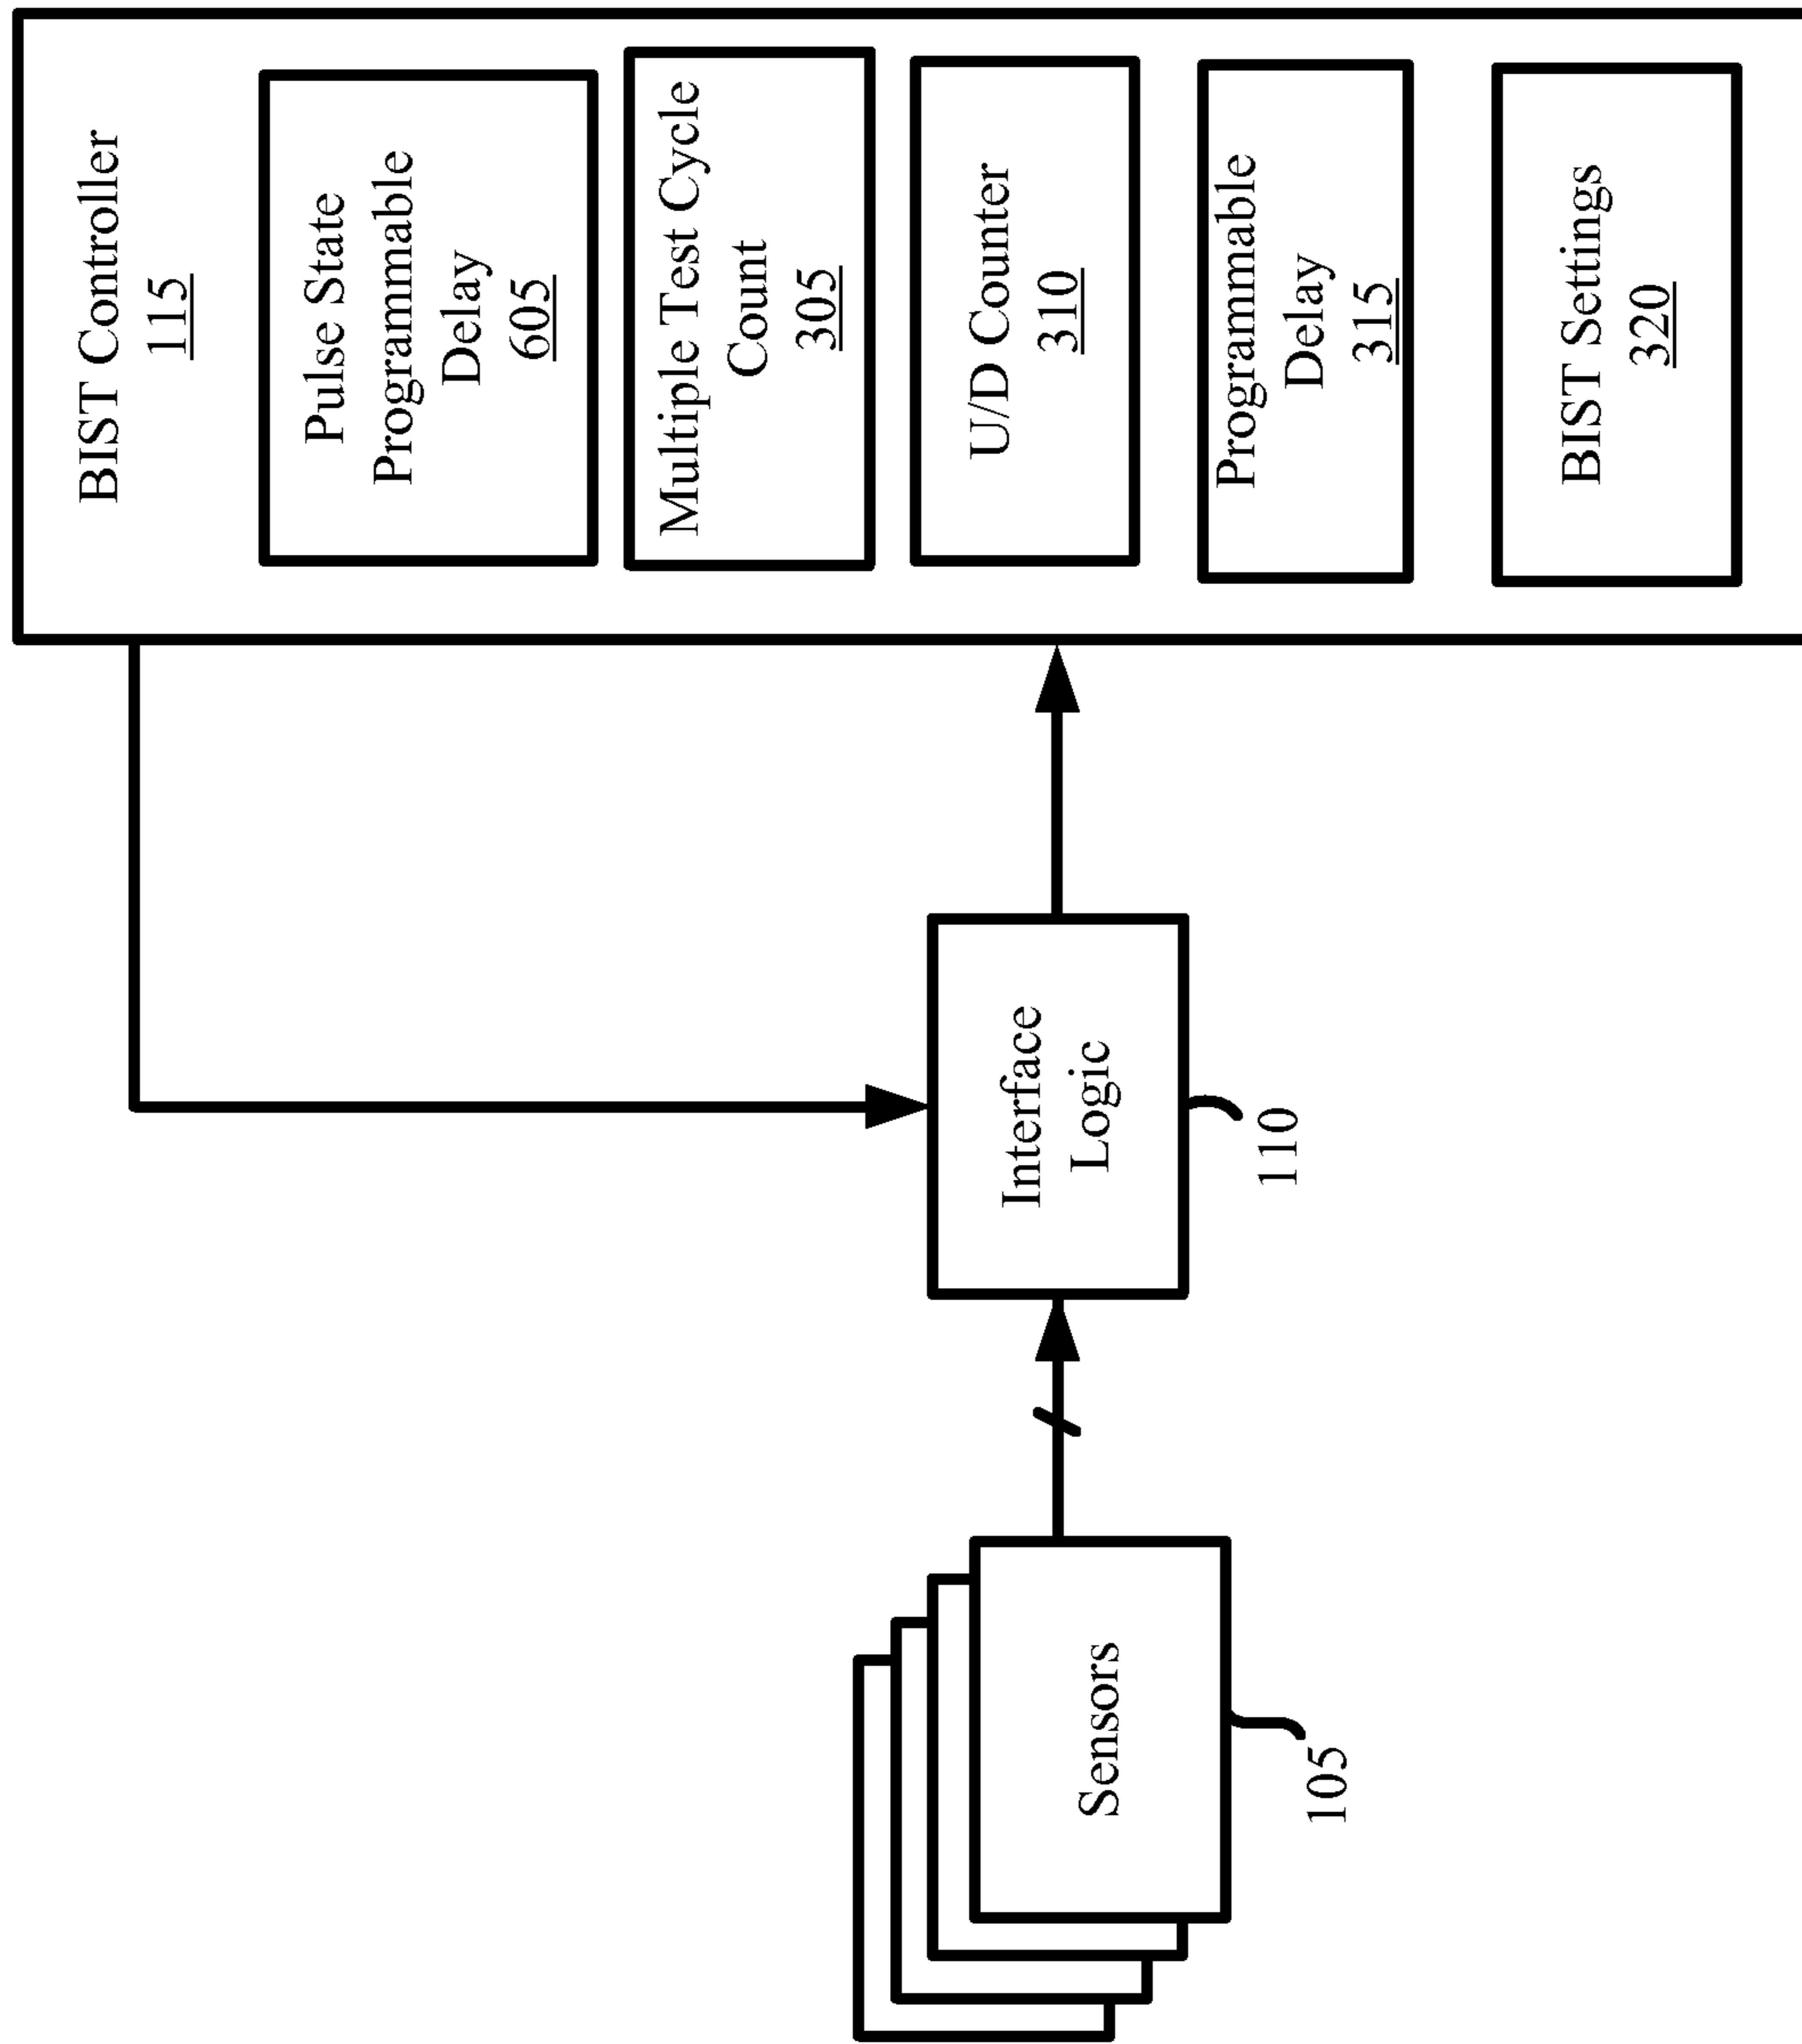 BIST Controller
115
Pulse State
Programmable
Delay
605
Multiple Test Cycle
Count
305
U/D Counter
310
Programmable
Delay
315
BIST Settings
320
Interface
Logic
110
Sensors
105